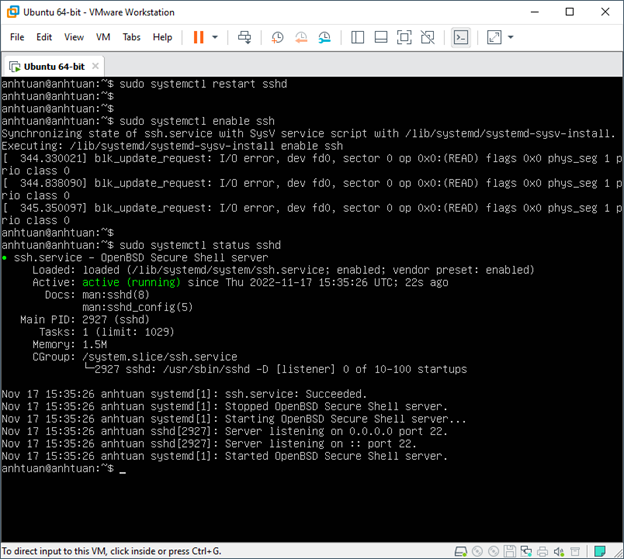 Ubuntu 64-bit - VMware Workstation
File Edit View VM Tabs Help
Ubuntu 64-bit
anhtuan@anhtuan:~$ sudo systemctl restart sshd
anhtuan@anhtuan:~$
anhtuan@anhtuan:~$
anhtuan@anhtuan:~$ sudo systemctl enable ssh
Synchronizing state of ssh.service with SysV service script with /lib/systemd/systemd-sysv-install.
Executing: /lib/systemd/systemd-sysv-install enable ssh
[  344.330021] blk_update_request: I/O error, dev fd0, sector 0 op 0x0:(READ) flags 0x0 phys_seg 1 p
rio class 0
[  344.838090] blk_update_request: I/O error, dev fd0, sector 0 op 0x0:(READ) flags 0x0 phys_seg 1 p
rio class 0
[  345.350097] blk_update_request: I/O error, dev fd0, sector 0 op 0x0:(READ) flags 0x0 phys_seg 1 p
rio class 0
anhtuan@anhtuan:~$
anhtuan@anhtuan:~$ sudo systemctl status sshd
● ssh.service - OpenBSD Secure Shell server
Loaded: loaded (/lib/systemd/system/ssh.service; enabled; vendor preset: enabled)
Active: active (running) since Thu 2022-11-17 15:35:26 UTC; 22s ago
Docs: man:sshd(8)
man:sshd_config(5)
Main PID: 2927 (sshd)
Tasks: 1 (limit: 1029)
Memory: 1.5M
CGroup: /system.slice/ssh.service
└─2927 sshd: /usr/sbin/sshd -D [listener] 0 of 10-100 startups
Nov 17 15:35:26 anhtuan systemd[1]: ssh.service: Succeeded.
Nov 17 15:35:26 anhtuan systemd[1]: Stopped OpenBSD Secure Shell server.
Nov 17 15:35:26 anhtuan systemd[1]: Starting OpenBSD Secure Shell server...
Nov 17 15:35:26 anhtuan sshd[2927]: Server listening on 0.0.0.0 port 22.
Nov 17 15:35:26 anhtuan sshd[2927]: Server listening on :: port 22.
Nov 17 15:35:26 anhtuan systemd[1]: Started OpenBSD Secure Shell server.
anhtuan@anhtuan:~$ _
To direct input to this VM, click inside or press Ctrl+G.